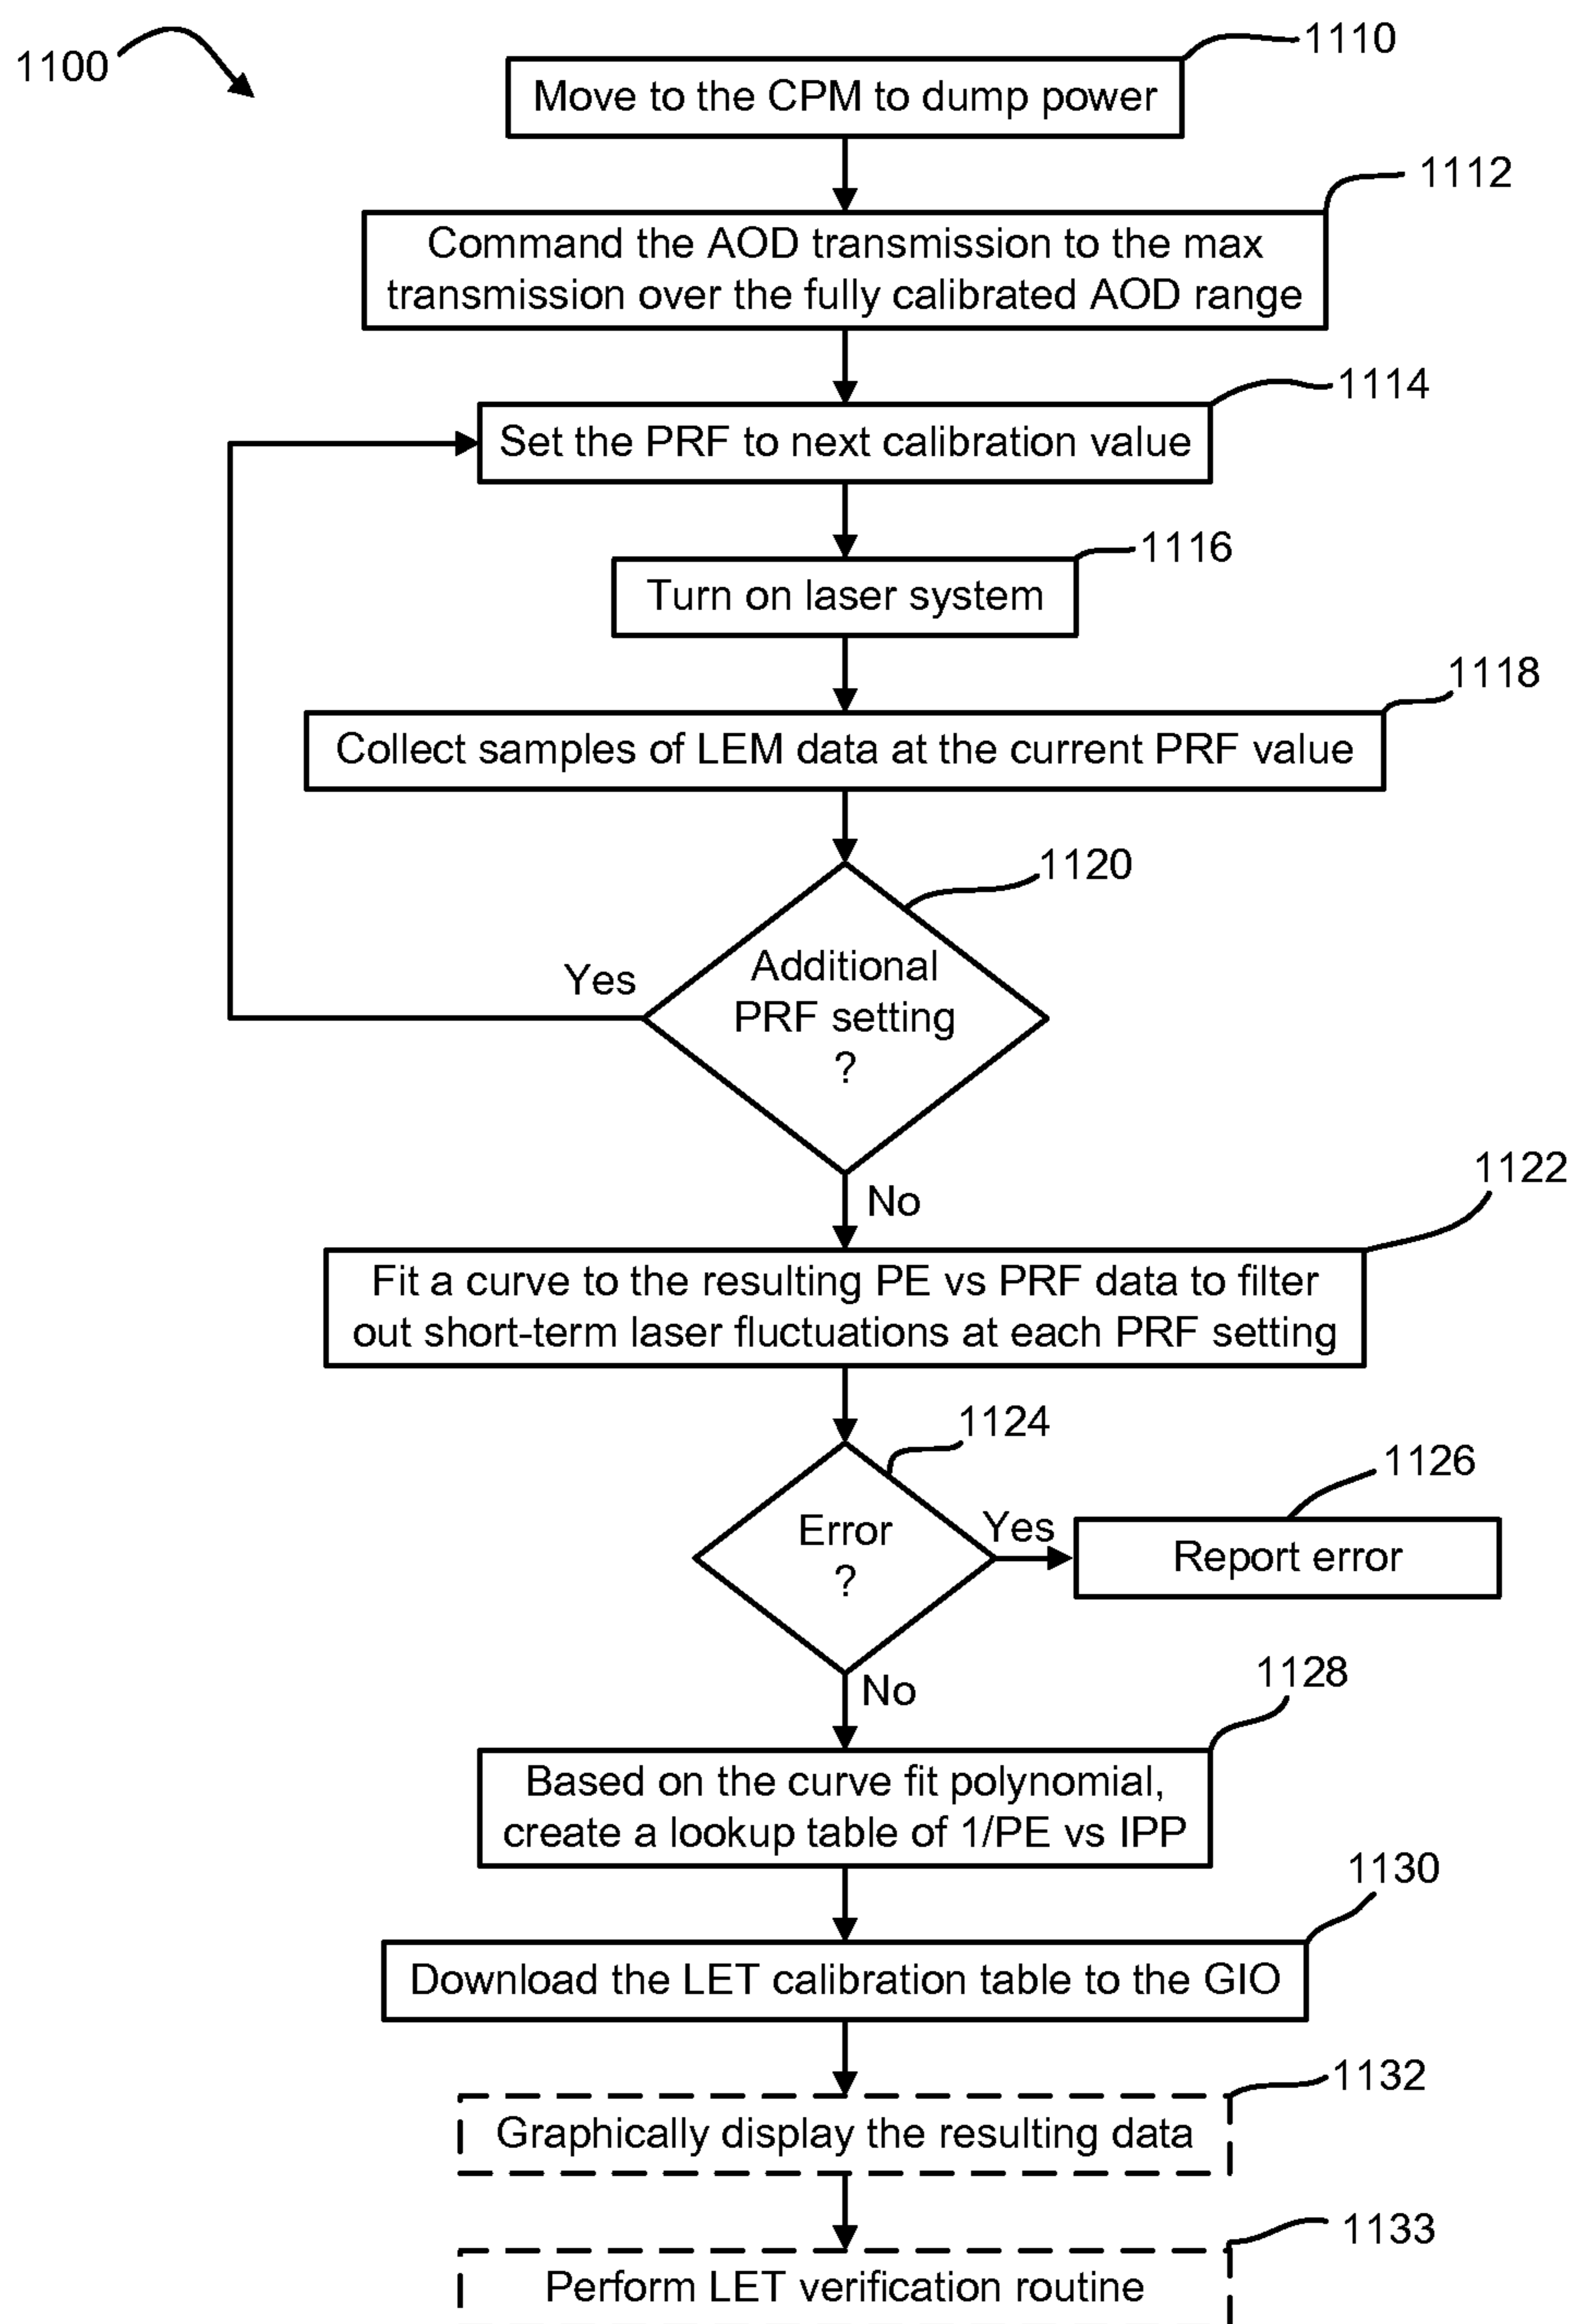 1100
1110
Move to the CPM to dump power
1112
Command the AOD transmission to the max
transmission over the fully calibrated AOD range
1114
Set the PRF to next calibration value
1116
Turn on laser system
1118
Collect samples of LEM data at the current PRF value
1120
Additional
PRF setting
?
Yes
No
1122
Fit a curve to the resulting PE vs PRF data to filter
out short-term laser fluctuations at each PRF setting
1124
Error
?
Yes
1126
Report error
No
1128
Based on the curve fit polynomial,
create a lookup table of 1/PE vs IPP
1130
Download the LET calibration table to the GIO
1132
Graphically display the resulting data
1133
Perform LET verification routine